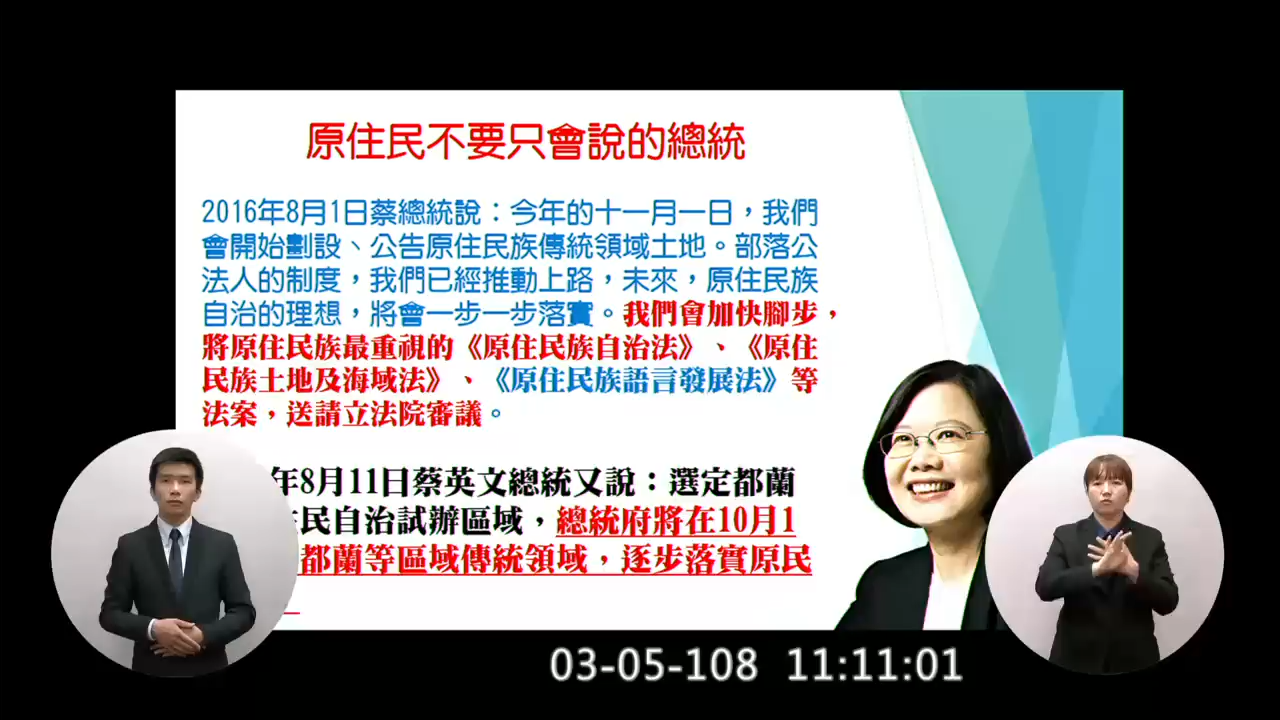 原住民不要只會說的總統
2016年8月1日蔡總統說：今年的十一月一日，我們
會開始劃設、公告原住民族傳統領域土地。部落公
法人的制度，我們已經推動上路，未來，原住民族
自治的理想，將會一步一步落實。我們會加快腳步，
將原住民族最重視的《原住民族自治法》、《原住
民族土地及海域法》、《原住民族語言發展法》等
法案，送請立法院審議。
年8月11日蔡英文總統又說：選定都蘭
住民自治試辦區域，總統府將在10月1
都蘭等區域傳統領域，逐步落實原民
03-05-108 11:11:01